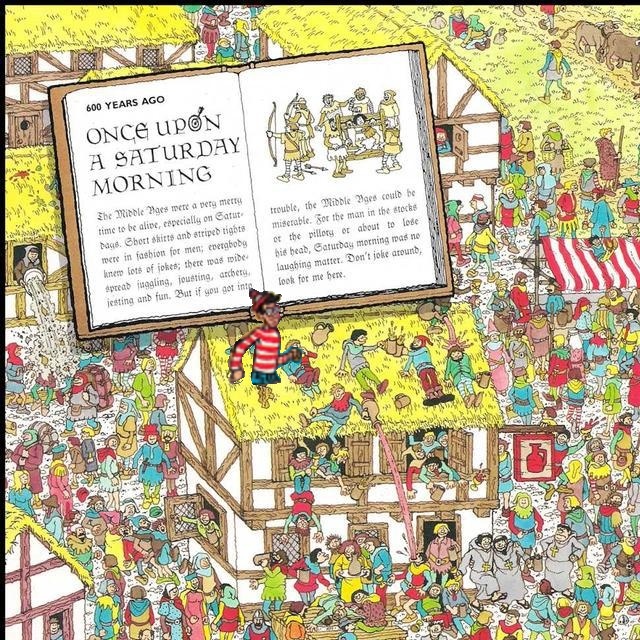 600 YEARS AGO
ONCE UPON
A SATURDAY
MORNING
The Middle Ages were a very merry
time to be alive, especially on Satur-
days. Short skirts and striped tights
were in fashion for men; everybody
knew lots of jokes; there was wide-
spread juggling, jousting, archery,
jesting and fun. But if you got into
trouble, the Middle Ages could be
miserable. For the man in the stocks
or the pillory or about to lose
his head, Saturday morning was no
laughing matter. Don't joke around,
look for me here.